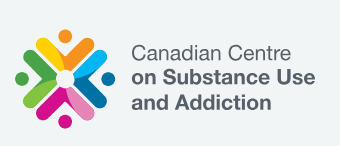 Canadian Centre
on Substance Use
and Addiction